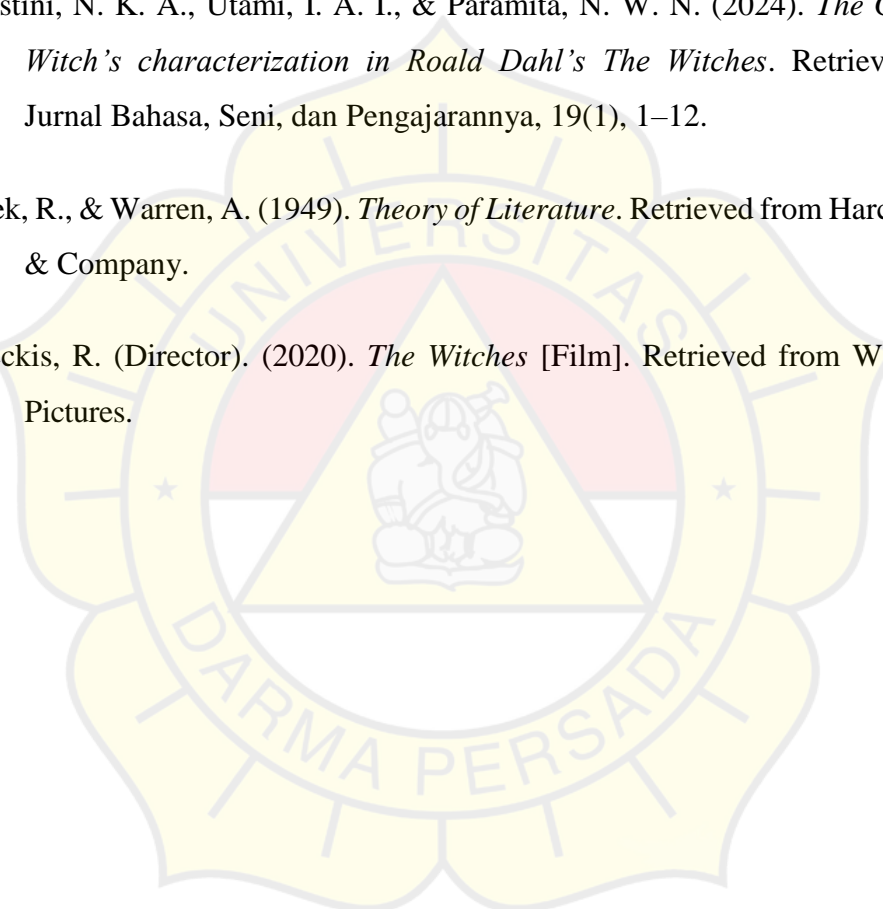 stini, N. K. A., Utami, I. A. I., & Paramita, N. W. N. (2024). The
Witch’s characterization in Roald Dahl’s The Witches. Retriev
Jurnal Bahasa, Seni, dan Pengajarannya, 19(1), 1–12.
ek, R., & Warren, A. (1949). Theory of Literature. Retrieved from Harc
& Company.
ckis, R. (Director). (2020). The Witches [Film]. Retrieved from W
Pictures.
UNIVERSITAS
DARMA PERSADA